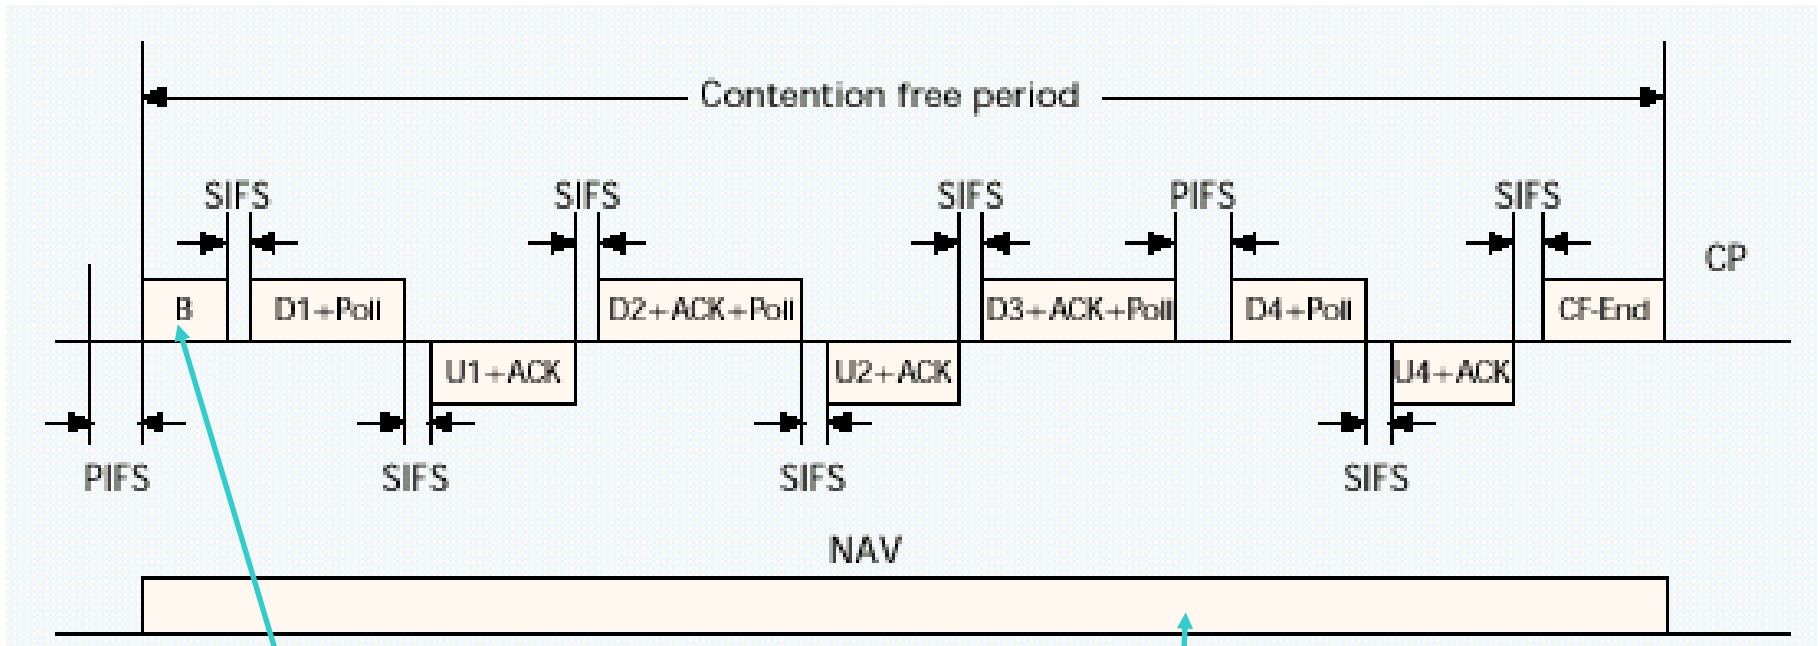 Contention free period
SIFS SIFS SIFS PIFS SIFS
CP
B D1+Poll D2+ACK+Poll D3+ACK+Poll D4+Poll CF-End
U1+ACK U2+ACK U4+ACK
PIFS SIFS SIFS SIFS
NAV